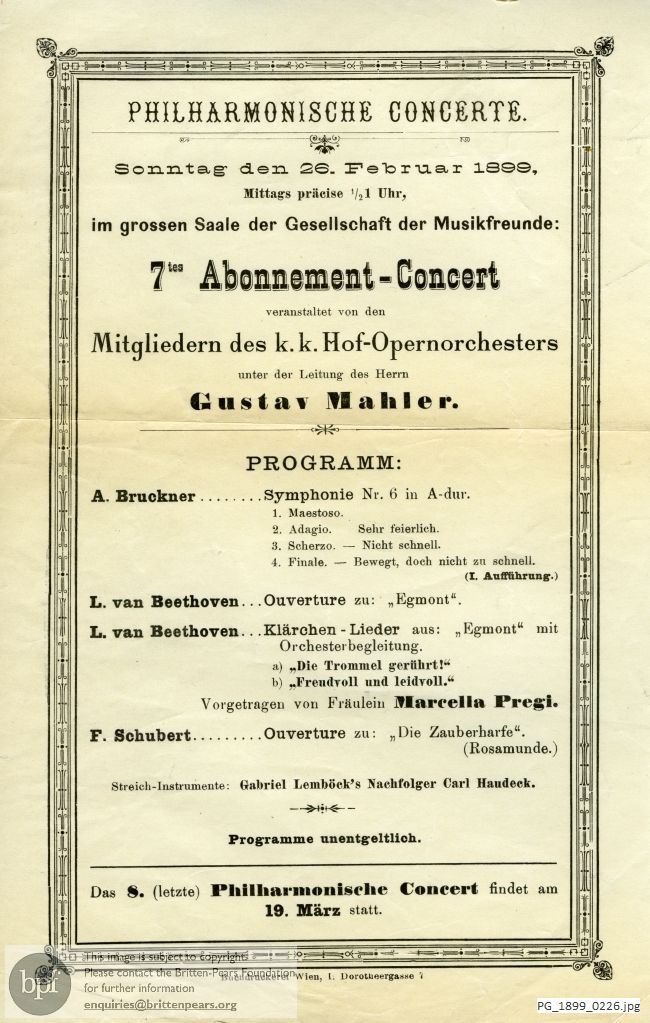 PHILHARMONISCHE CONCERTE.
Sonntag den 26. Februar 1899,
Mittags präcise ½1 Uhr,
im grossen Saale der Gesellschaft der Musikfreunde:
7tes Abonnement-Concert
veranstaltet von den
Mitgliedern des k. k. Hof-Opernorchesters
unter der Leitung des Herrn
Gustav Mahler.
PROGRAMM:
A. Bruckner ........ Symphonie Nr. 6 in A-dur.
1. Maestoso.
2. Adagio. Sehr feierlich.
3. Scherzo. — Nicht schnell.
4. Finale. — Bewegt, doch nicht zu schnell.
(I. Aufführung.)
L. van Beethoven ... Ouverture zu: „Egmont“.
L. van Beethoven ... Klärchen-Lieder aus: „Egmont“ mit
Orchesterbegleitung.
a) „Die Trommel gerührt!“
b) „Freudvoll und leidvoll.“
Vorgetragen von Fräulein Marcella Pregi.
F. Schubert ......... Ouverture zu: „Die Zauberharfe“.
(Rosamunde.)
Streich-Instrumente: Gabriel Lemböck's Nachfolger Carl Haudeck.
Programme unentgeltlich.
Das 8. (letzte) Philharmonische Concert findet am
19. März statt.
Wien, I. Dorotheergasse 7
bpf
This image is subject to copyright
Please contact the Britten-Pears Foundation
for further information
enquiries@brittenpears.org
PG_1899_0226.jpg